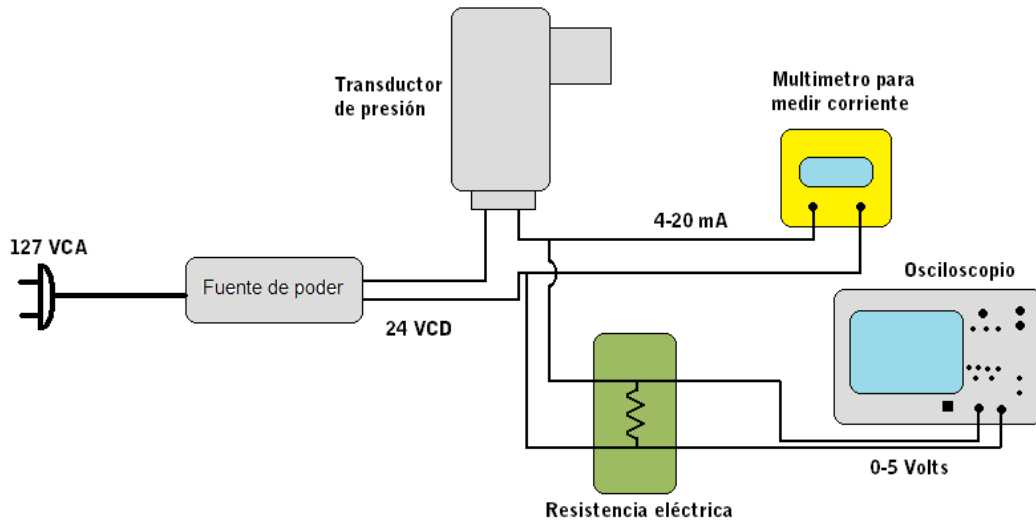 Transductor
de presión
Multimetro para
medir corriente
4-20 mA
127 VCA
Fuente de poder
Osciloscopio
24 VCD
0-5 Volts
Resistencia eléctrica